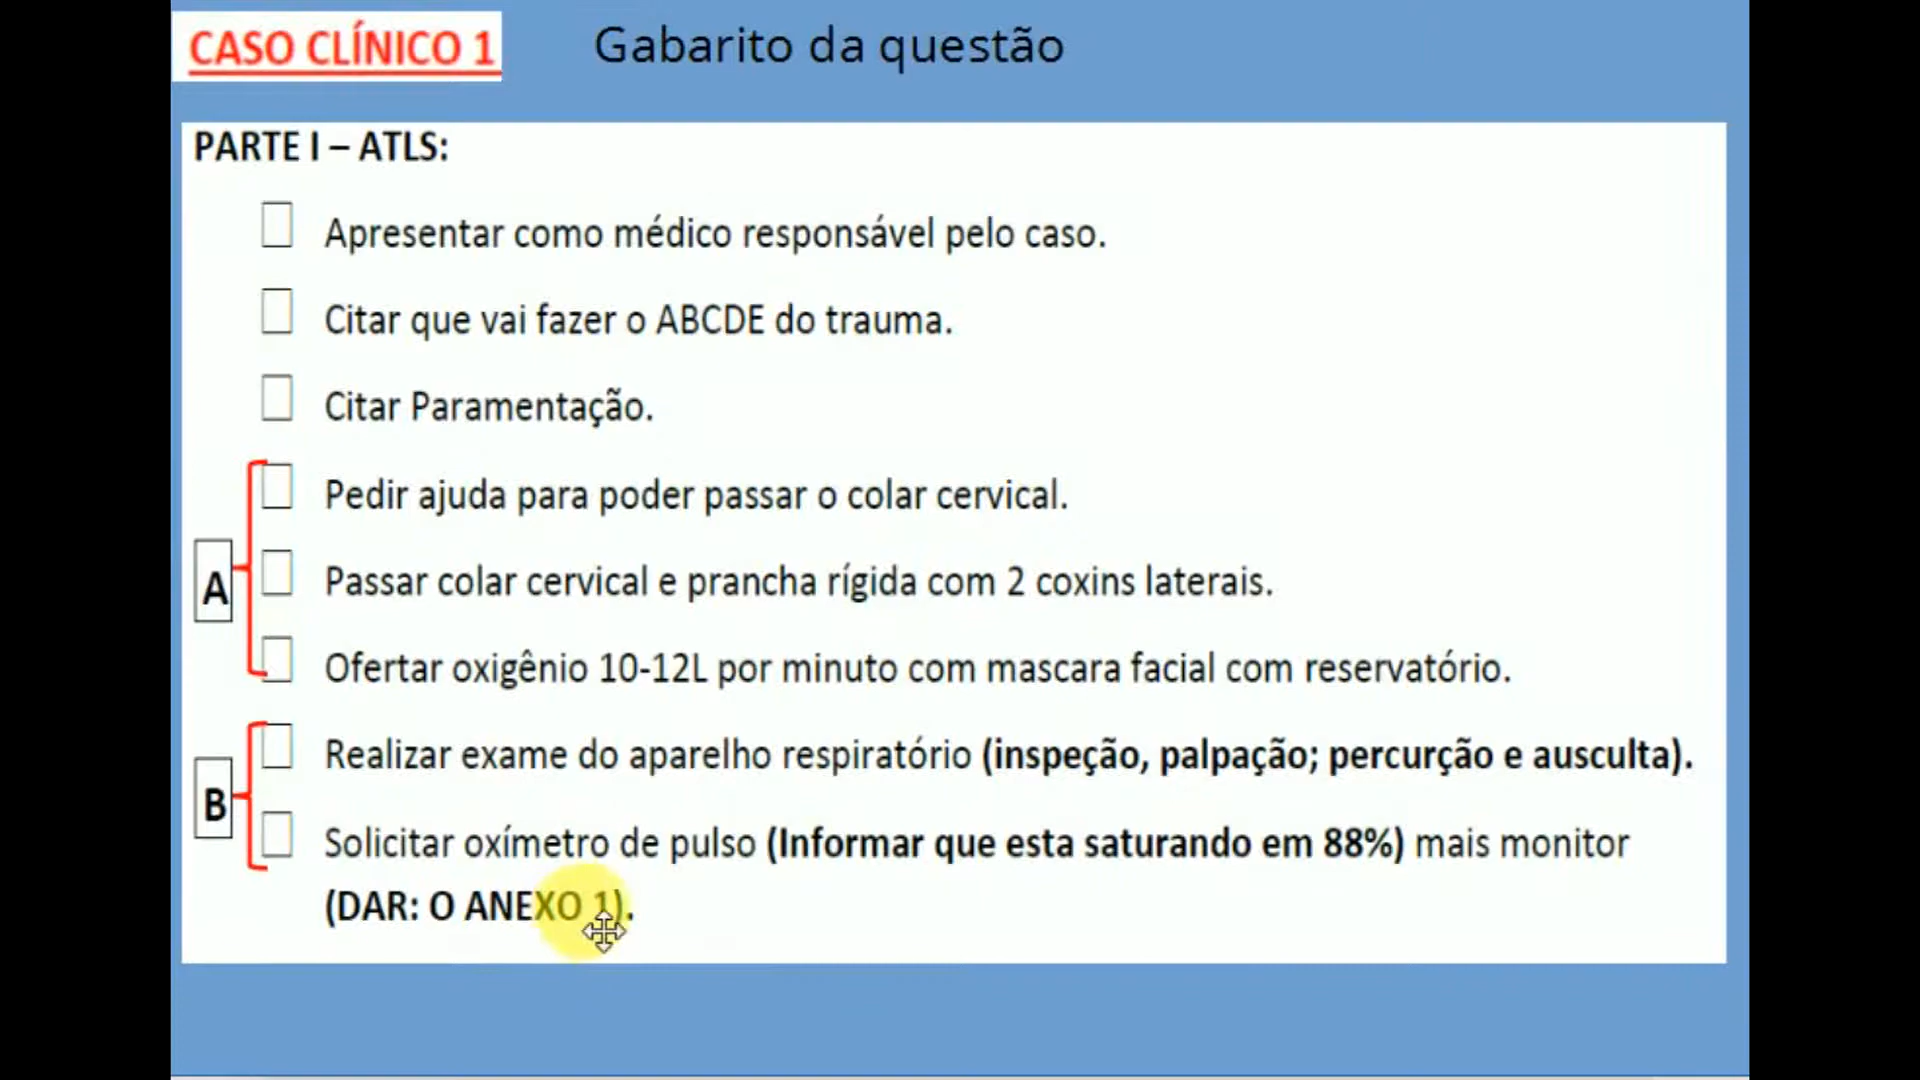 CASO CLÍNICO 1
Gabarito da questão
PARTE I – ATLS:
Apresentar como médico responsável pelo caso.
Citar que vai fazer o ABCDE do trauma.
Citar Paramentação.
A
Pedir ajuda para poder passar o colar cervical.
Passar colar cervical e prancha rígida com 2 coxins laterais.
Ofertar oxigênio 10-12L por minuto com mascara facial com reservatório.
B
Realizar exame do aparelho respiratório (inspeção, palpação; percurção e ausculta).
Solicitar oxímetro de pulso (Informar que esta saturando em 88%) mais monitor
(DAR: O ANEXO 1).